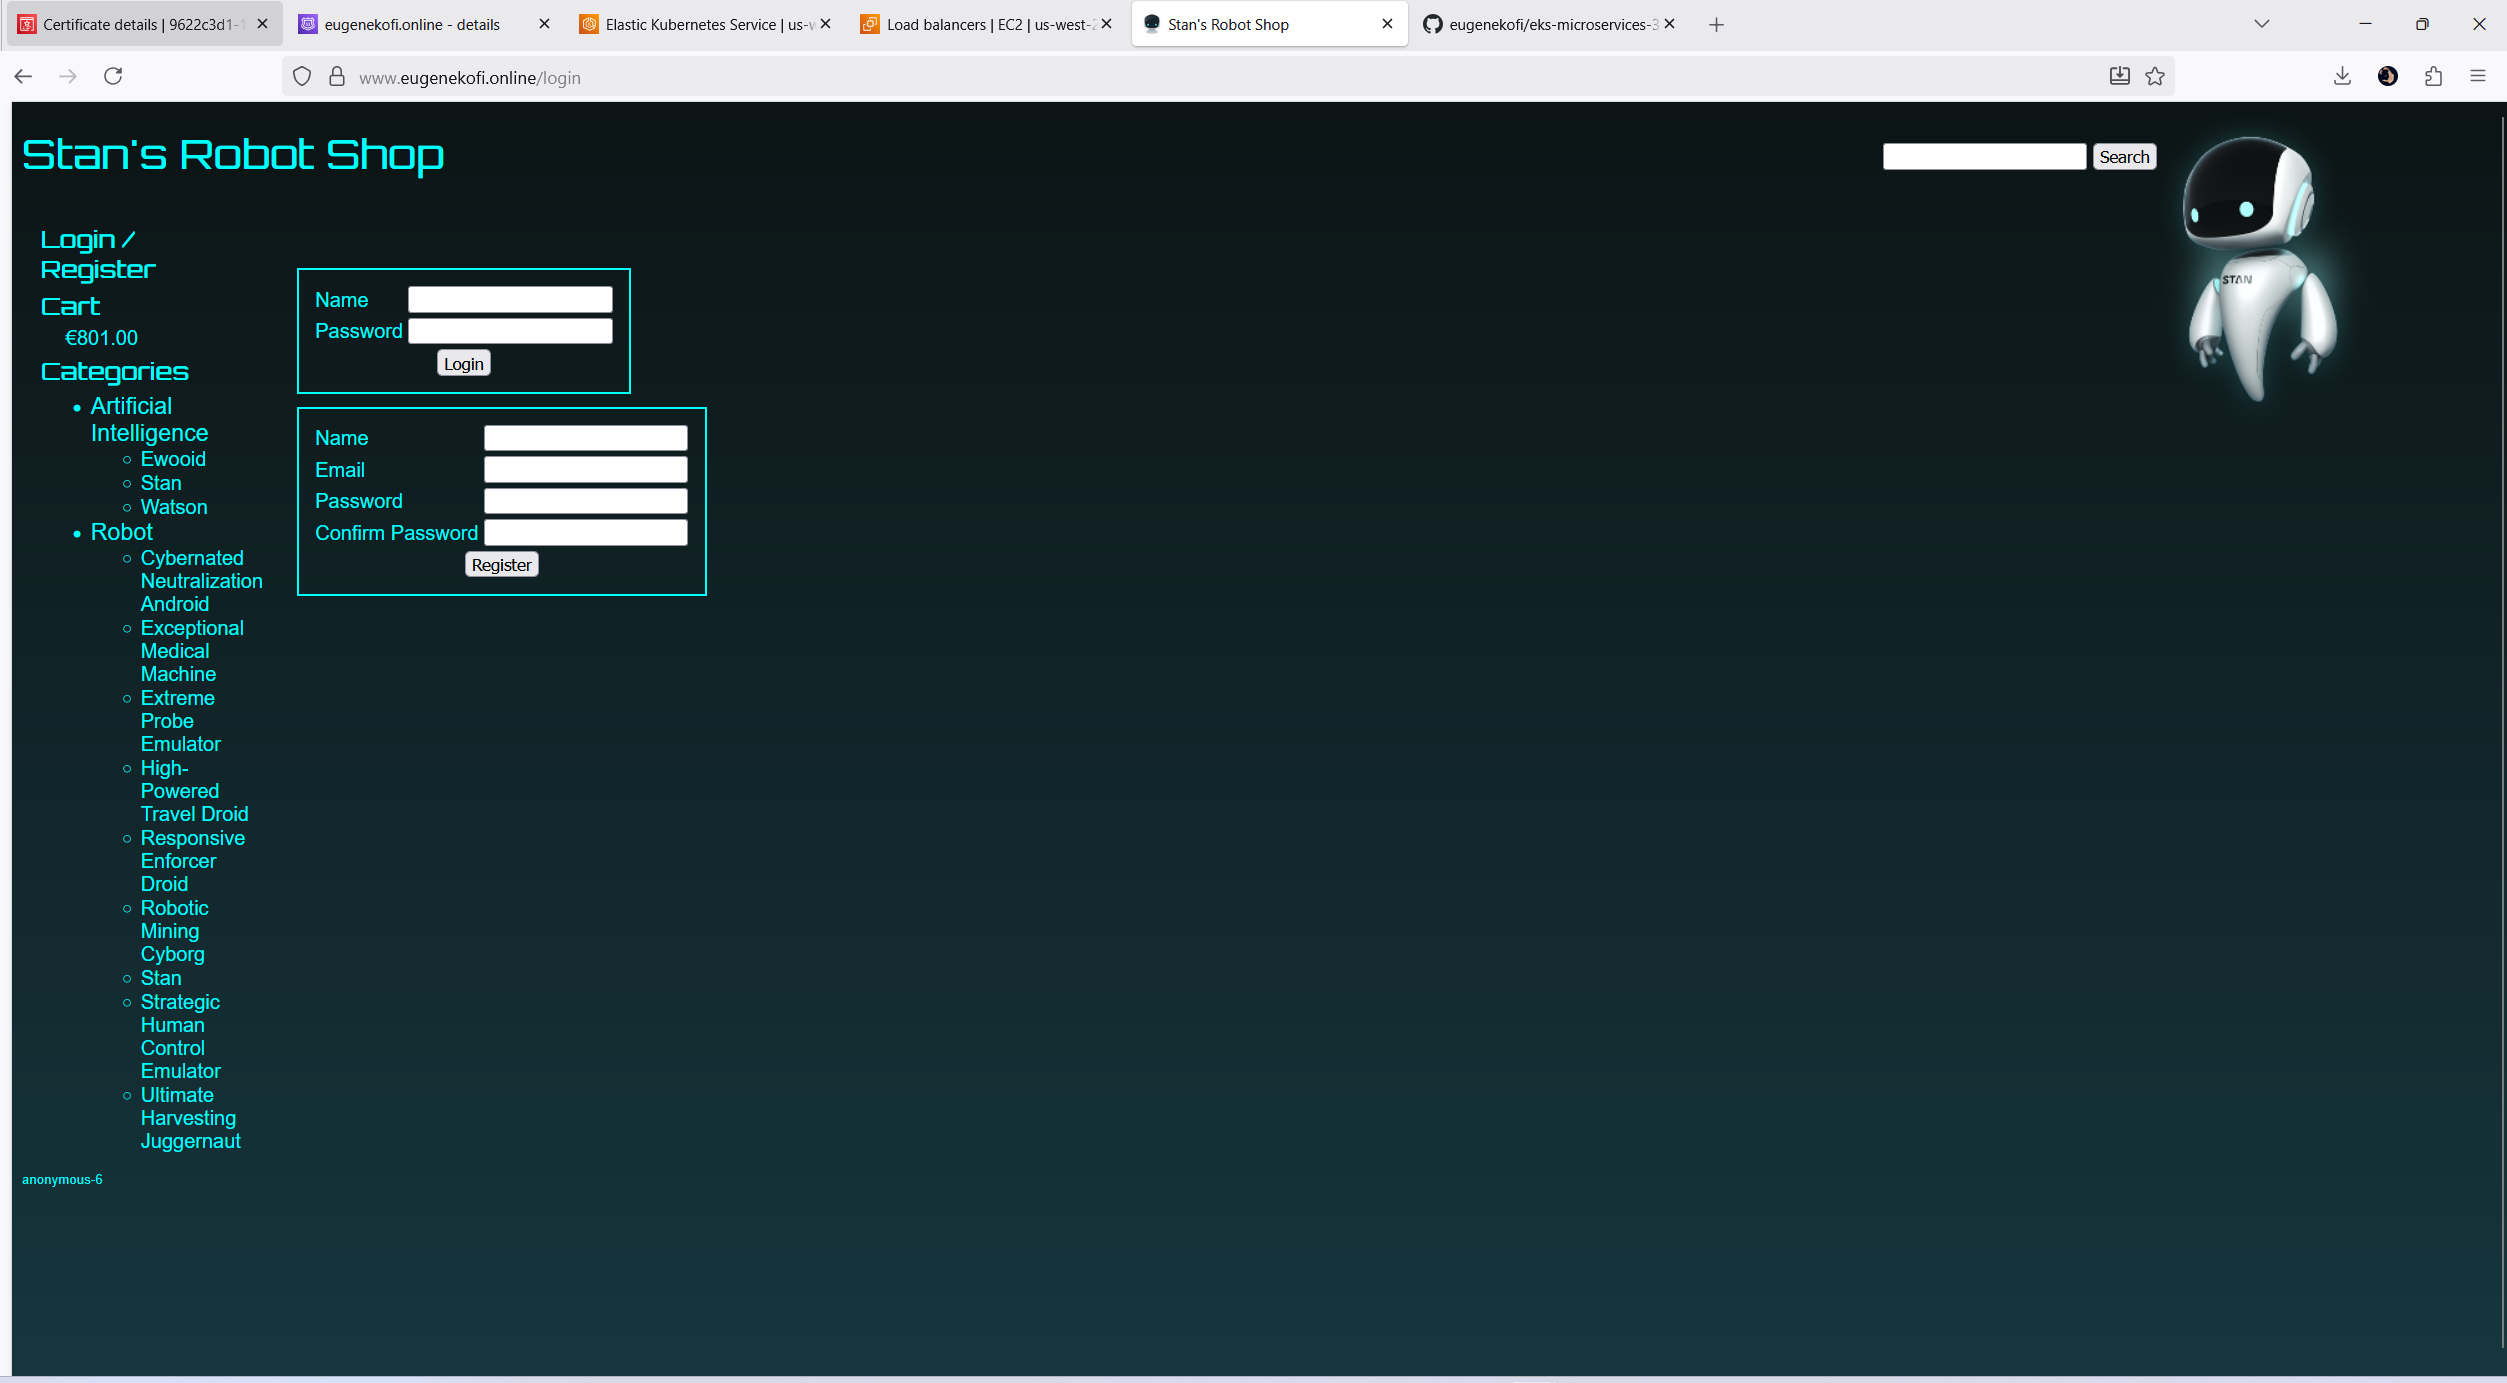 Certificate details | 9622c3d1-1
eugenekofi.online - details
Elastic Kubernetes Service | us-w
Load balancers | EC2 | us-west-2
Stan's Robot Shop
eugenekofi/eks-microservices-3
www.eugenekofi.online/login
Stan's Robot Shop
Search
STAN
Login /
Register
Cart
€801.00
Categories
Artificial
Intelligence
Ewooid
Stan
Watson
Robot
Cybernated
Neutralization
Android
Exceptional
Medical
Machine
Extreme
Probe
Emulator
High-
Powered
Travel Droid
Responsive
Enforcer
Droid
Robotic
Mining
Cyborg
Stan
Strategic
Human
Control
Emulator
Ultimate
Harvesting
Juggernaut
Name
Password
Login
Name
Email
Password
Confirm Password
Register
anonymous-6